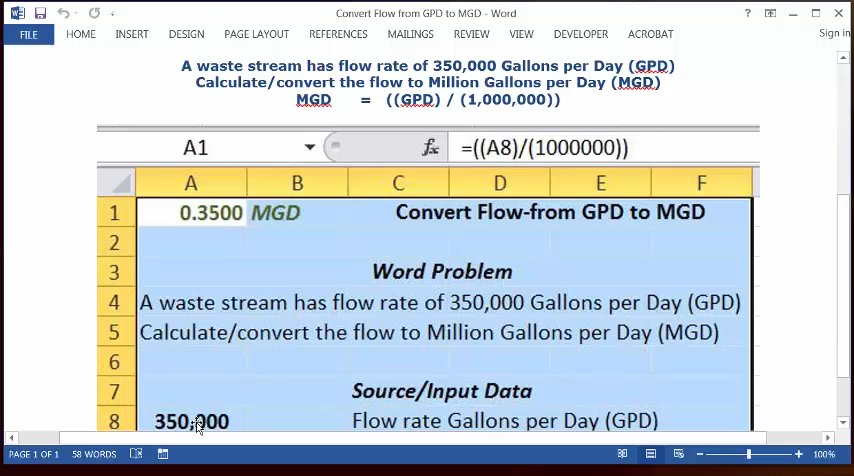 Convert Flow from GPD to MGD - Word
? 
FILE HOME INSERT DESIGN PAGE LAYOUT REFERENCES MAILINGS REVIEW VIEW DEVELOPER ACROBAT Sign in
A waste stream has flow rate of 350,000 Gallons per Day (GPD)
Calculate/convert the flow to Million Gallons per Day (MGD)
MGD = ((GPD) / (1,000,000))
A1 fx =((A8)/(1000000))
A B C D E F
1 0.3500 MGD Convert Flow-from GPD to MGD
2
3 Word Problem
4 A waste stream has flow rate of 350,000 Gallons per Day (GPD)
5 Calculate/convert the flow to Million Gallons per Day (MGD)
6
7 Source/Input Data
8 350,000 Flow rate Gallons per Day (GPD)
PAGE 1 OF 1 58 WORDS 100%